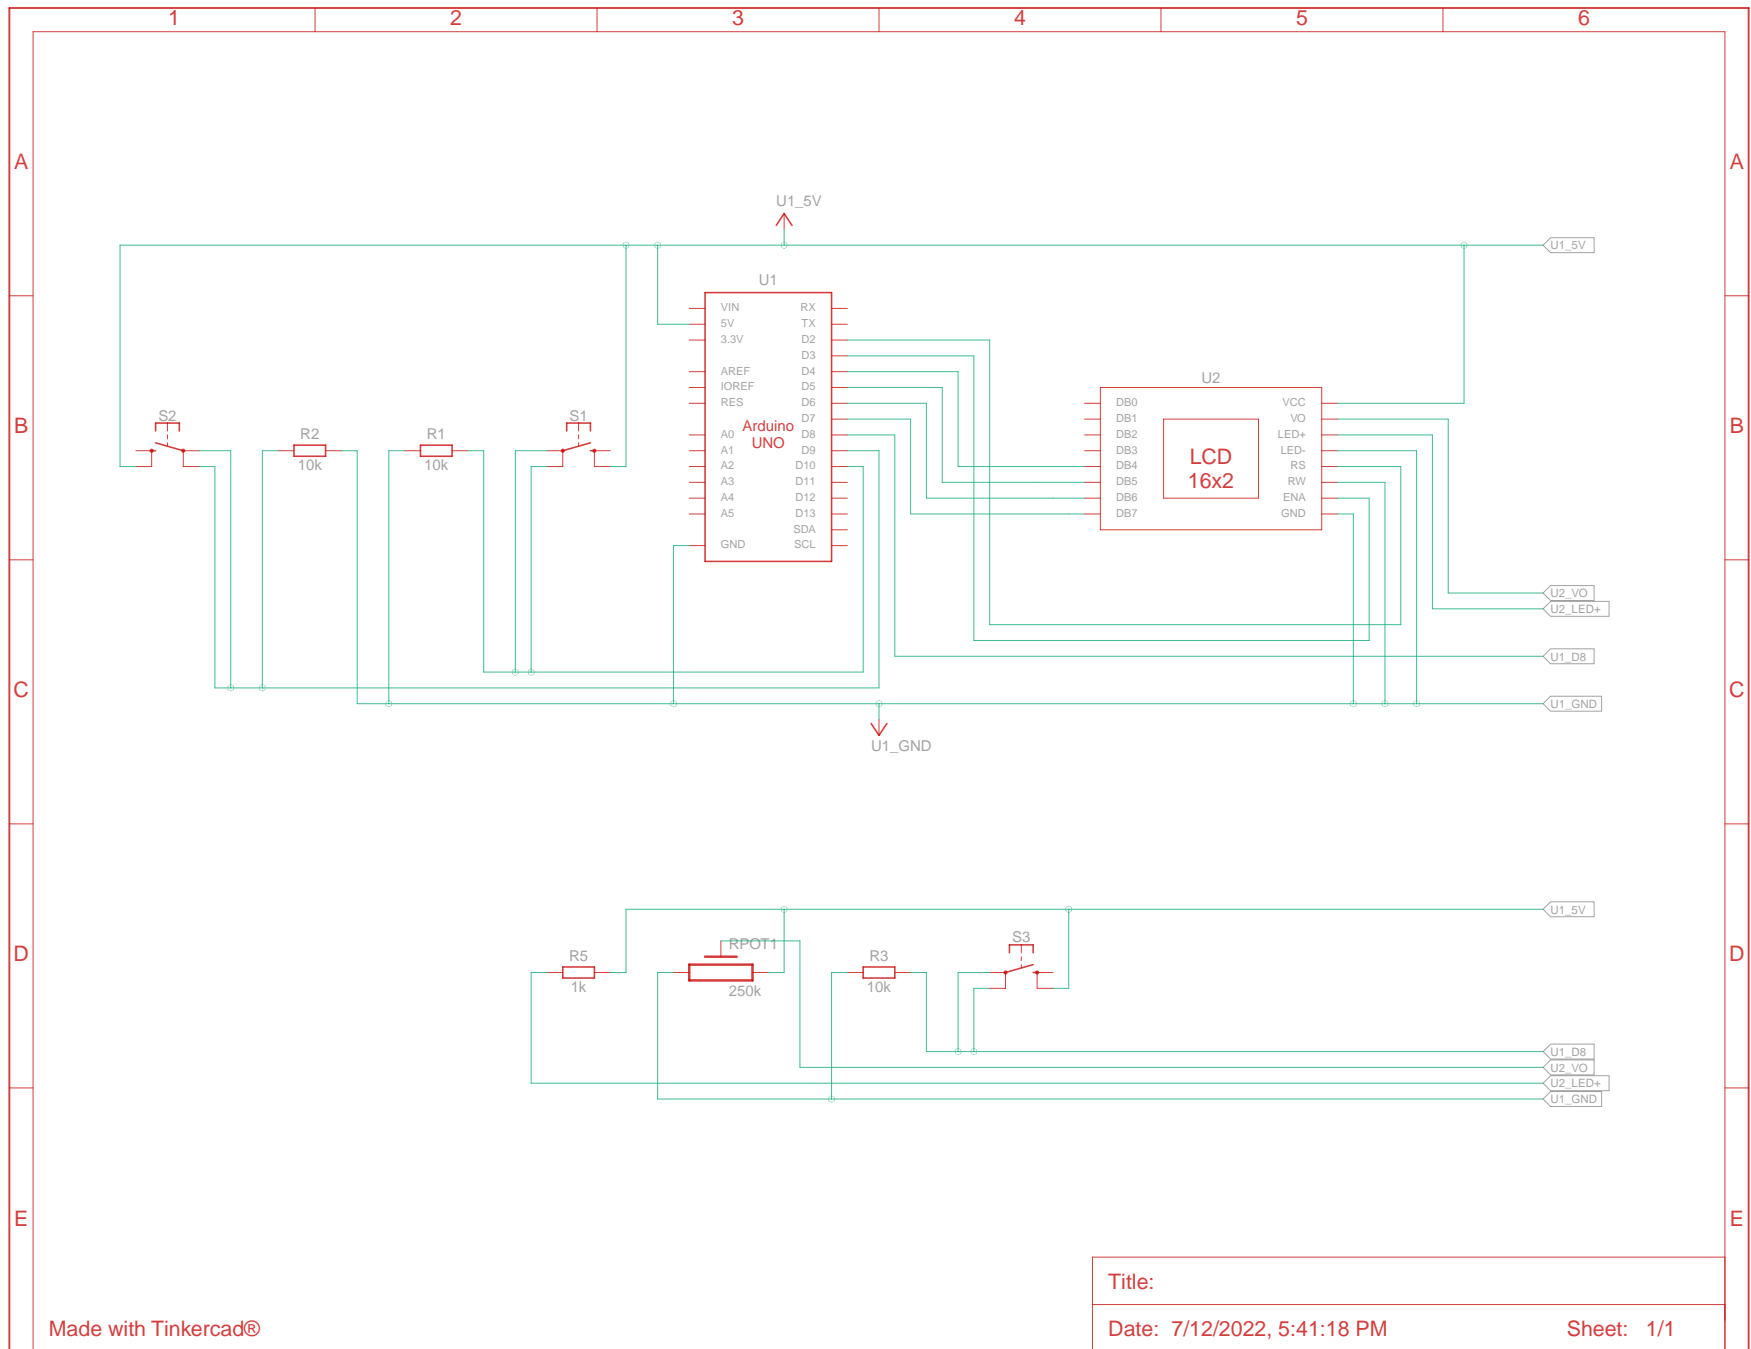 1 2 3 4 5 6
A A
U1_5V
U1_5V
U1
VIN RX
5V TX
3.3V D2
D3
AREF D4
IOREF D5
RES D6
D7
A0 D8
A1 D9
A2 D10
A3 D11
A4 D12
A5 D13
SDA
GND SCL
Arduino
UNO
U2
DB0 VCC
DB1 VO
DB2 LED+
DB3 LED-
DB4 RS
DB5 RW
DB6 ENA
DB7 GND
LCD
16x2
B B
S2
R2
10k
R1
10k
S1
U2_VO
U2_LED+
U1_D8
C C
U1_GND
U1_GND
U1_5V
D D
R5
1k
RPOT1
250k
R3
10k
S3
U1_D8
U2_VO
U2_LED+
U1_GND
E E
Title:
Made with Tinkercad®
Date: 7/12/2022, 5:41:18 PM Sheet: 1/1